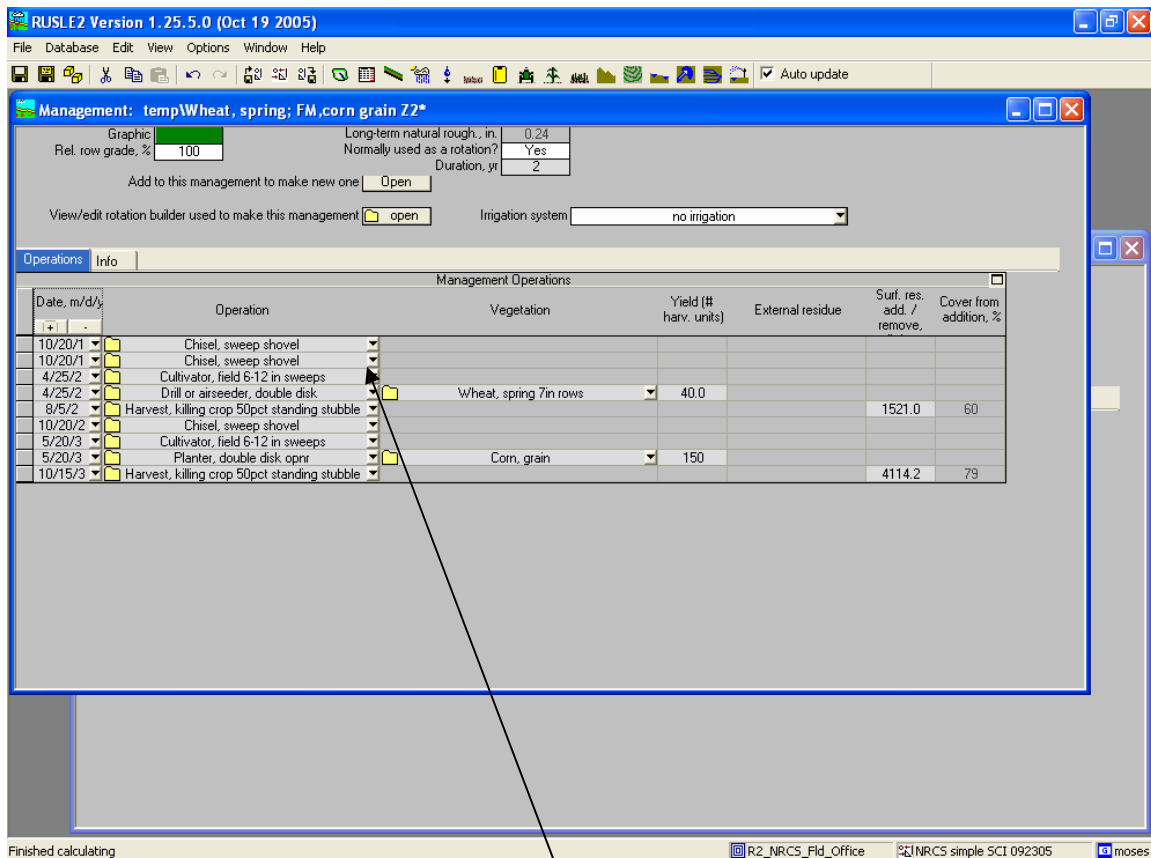 RUSLE2 Version 1.25.5.0 (Oct 19 2005)
File Database Edit View Options Window Help
Auto update
Management: temp\Wheat, spring; FM,corn grain Z2*
Graphic Long-term natural rough., in. 0.24
Rel. row grade, % 100 Normally used as a rotation? Yes
Duration, yr 2
Add to this management to make new one Open
View/edit rotation builder used to make this management open Irrigation system no irrigation
Operations Info
Management Operations
Date, m/d/y Operation Vegetation Yield (# harv. units) External residue Surf. res. add. / remove, Cover from addition, %
+ -
10/20/1 Chisel, sweep shovel
10/20/1 Chisel, sweep shovel
4/25/2 Cultivator, field 6-12 in sweeps
4/25/2 Drill or airseeder, double disk Wheat, spring 7in rows 40.0
8/5/2 Harvest, killing crop 50pct standing stubble 1521.0 60
10/20/2 Chisel, sweep shovel
5/20/3 Cultivator, field 6-12 in sweeps
5/20/3 Planter, double disk opnr Corn, grain 150
10/15/3 Harvest, killing crop 50pct standing stubble 4114.2 79
Finished calculating R2_NRCS_Fld_Office NRCS simple SCI 092305 moses